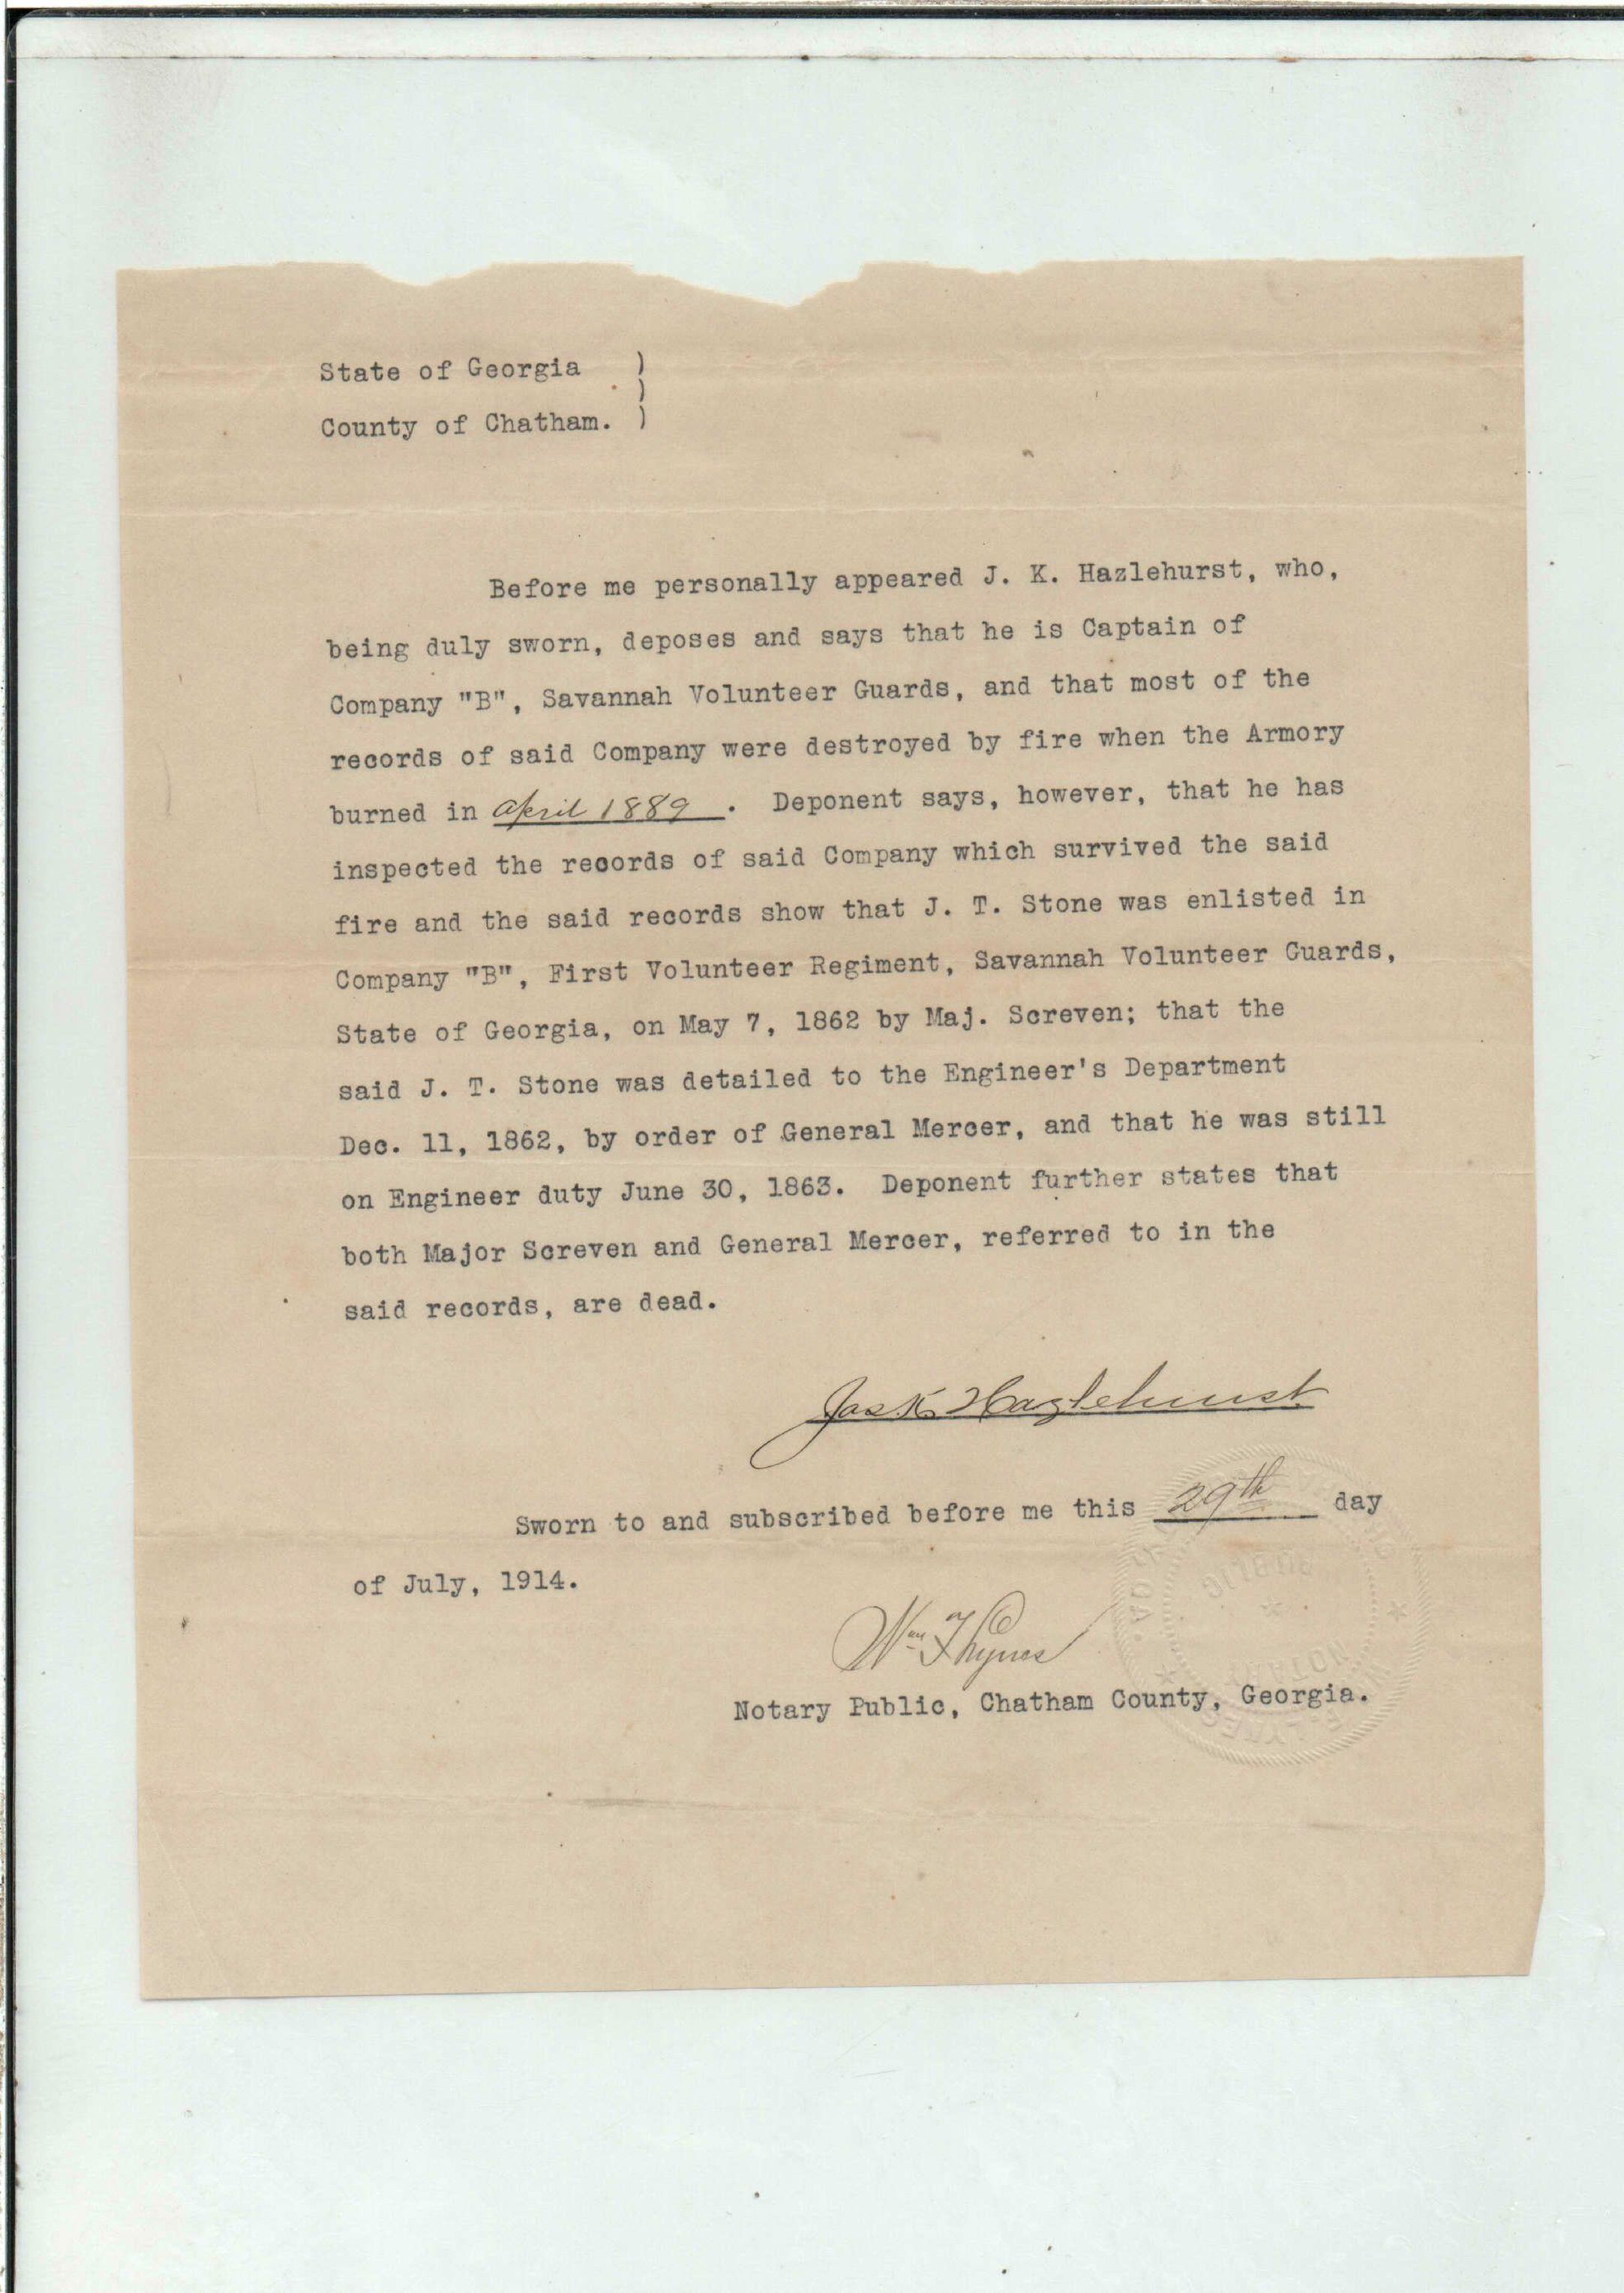 State of Georgia )
)
County of Chatham. )
Before me personally appeared J. K. Hazlehurst, who,
being duly sworn, deposes and says that he is Captain of
Company "B", Savannah Volunteer Guards, and that most of the
records of said Company were destroyed by fire when the Armory
burned in April 1889 . Deponent says, however, that he has
inspected the records of said Company which survived the said
fire and the said records show that J. T. Stone was enlisted in
Company "B", First Volunteer Regiment, Savannah Volunteer Guards,
State of Georgia, on May 7, 1862 by Maj. Screven; that the
said J. T. Stone was detailed to the Engineer's Department
Dec. 11, 1862, by order of General Mercer, and that he was still
on Engineer duty June 30, 1863. Deponent further states that
both Major Screven and General Mercer, referred to in the
said records, are dead.
Jas K. Hazlehurst
Sworn to and subscribed before me this 29th day
of July, 1914.
Wm
Notary Public, Chatham County, Georgia.
NOTARY
PUBLIC